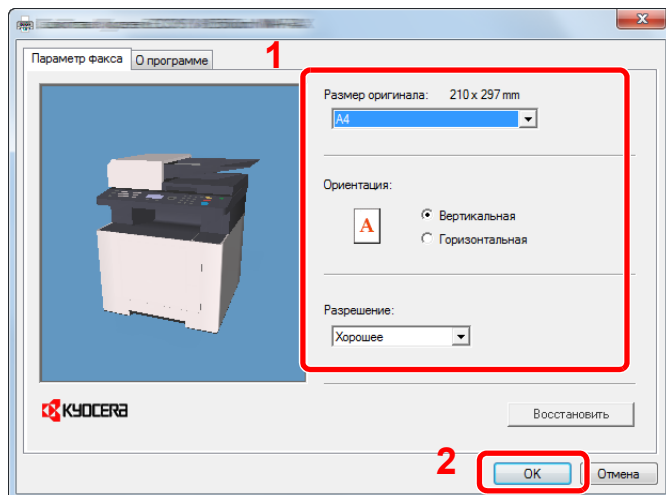 Параметр факса
О программе
1
Размер оригинала: 210 x 297 mm
A4
Ориентация:
A
Вертикальная
Горизонтальная
Разрешение:
Хорошее
KYOCERA
Восстановить
2
OK
Отмена